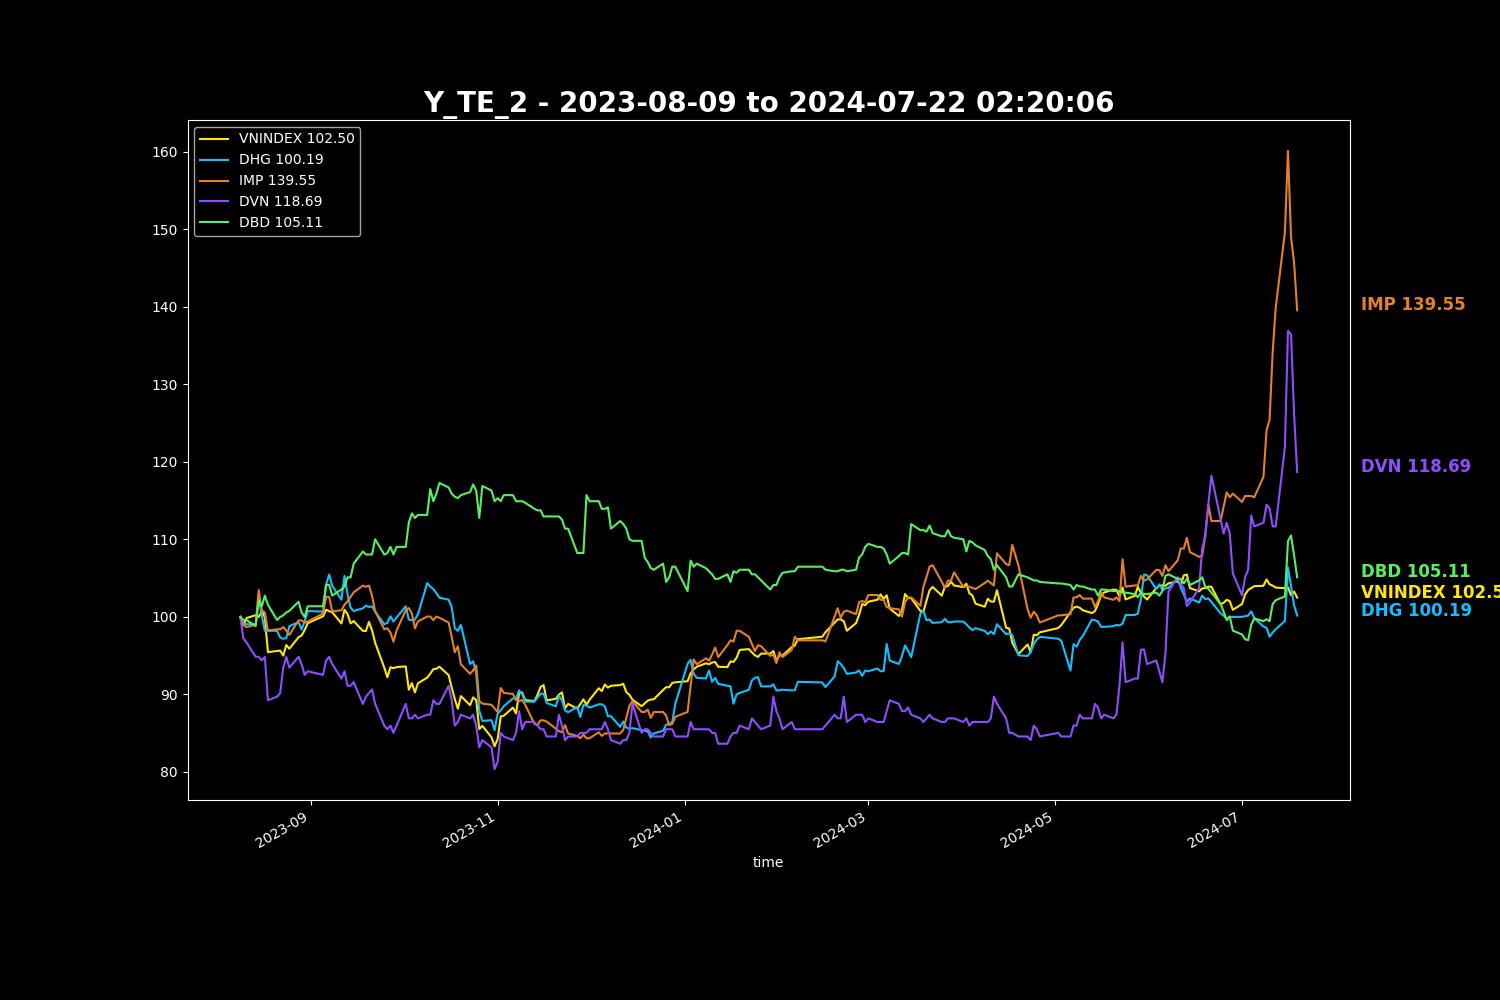 Y_TE_2 - 2023-08-09 to 2024-07-22 02:20:06
VNINDEX 102.50
DHG 100.19
IMP 139.55
DVN 118.69
DBD 105.11
160
150
140
130
120
110
100
90
80
IMP 139.55
DVN 118.69
DBD 105.11
VNINDEX 102.5
DHG 100.19
2023-09
2023-11
2024-01
2024-03
2024-05
2024-07
time